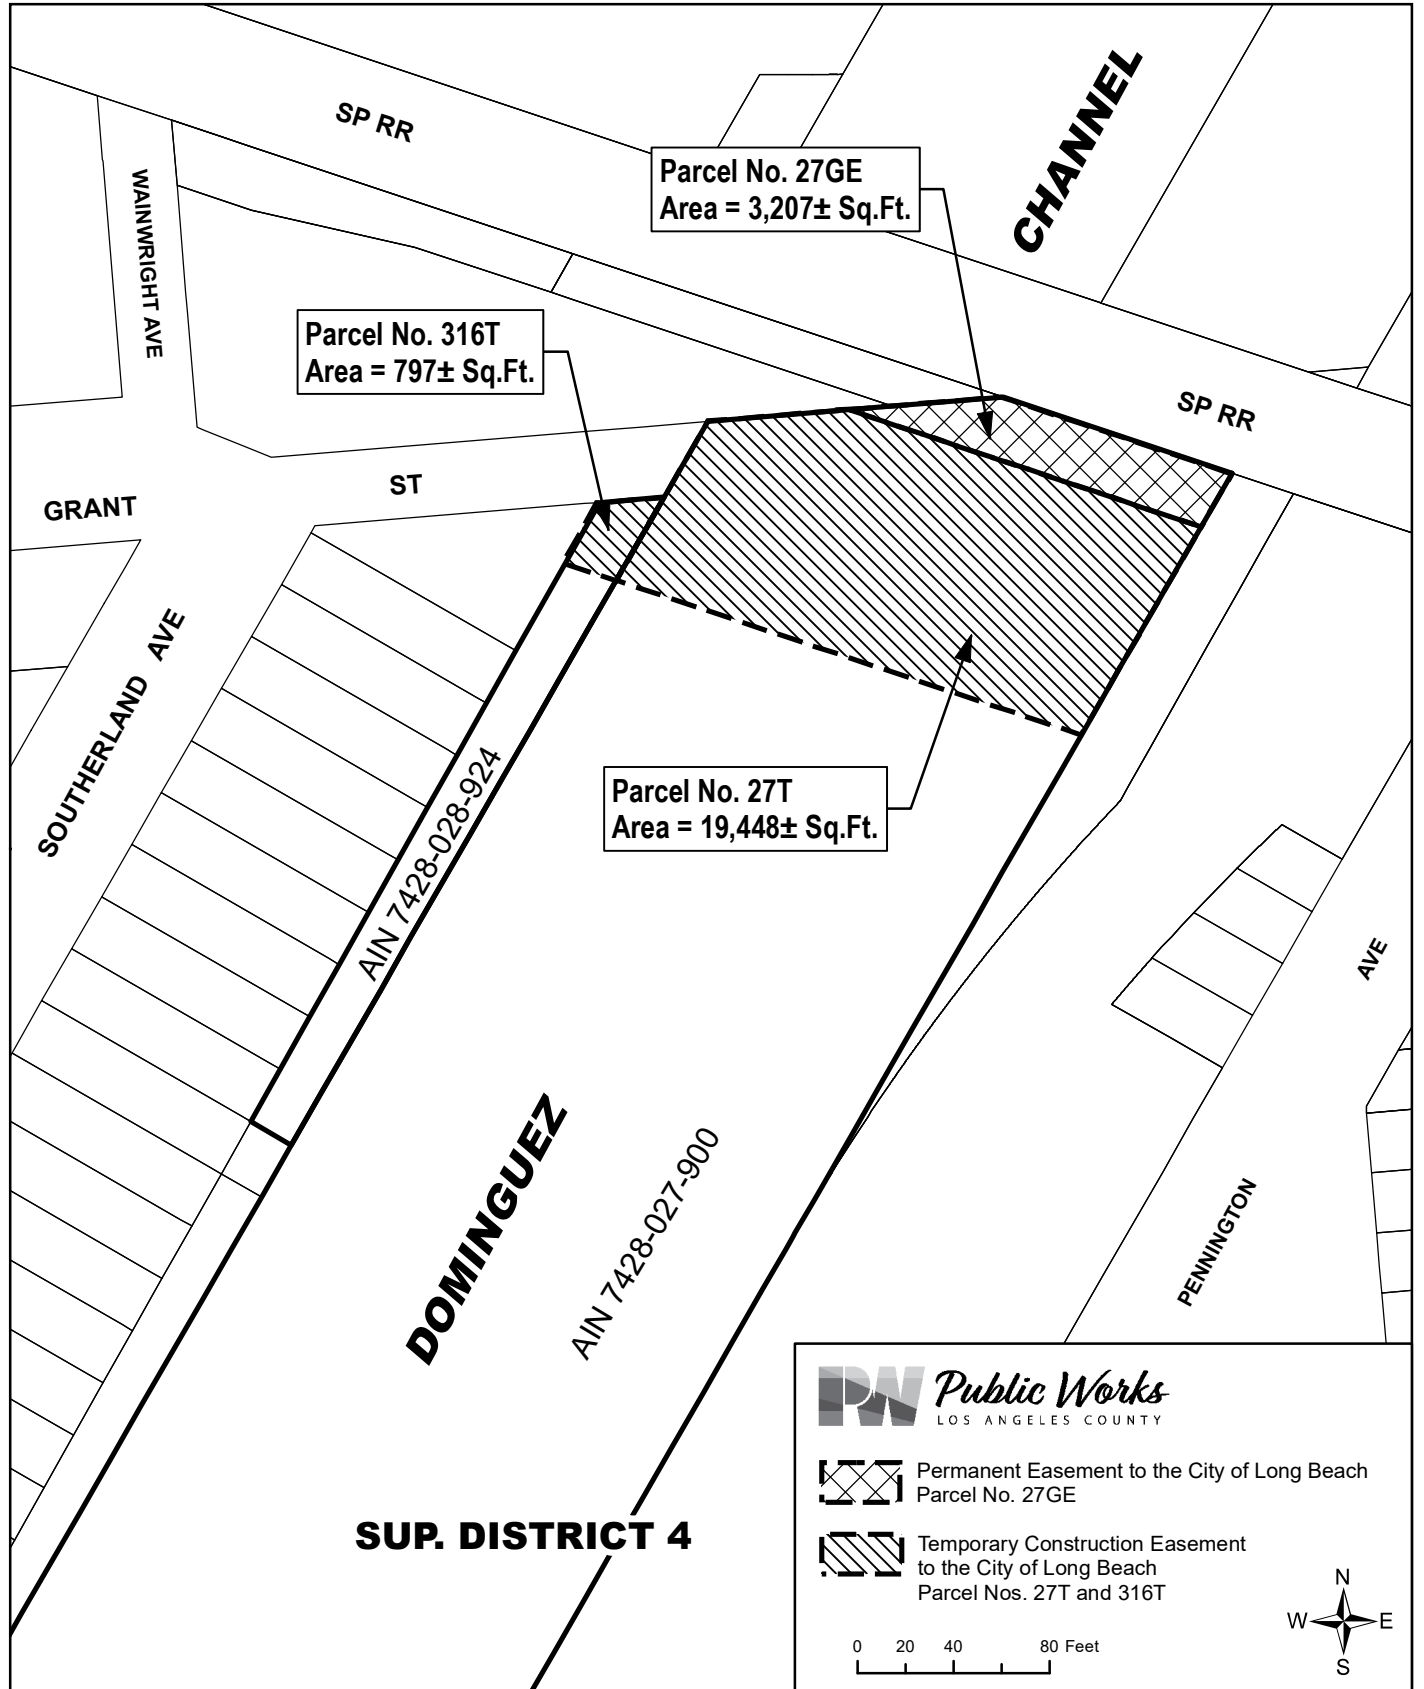 SP RR
CHANNEL
Parcel No. 27GE
Area = 3,207± Sq.Ft.
WAINWRIGHT AVE
Parcel No. 316T
Area = 797± Sq.Ft.
SP RR
GRANT
ST
SOUTHERLAND AVE
AIN 7428-028-924
Parcel No. 27T
Area = 19,448± Sq.Ft.
AVE
PENNINGTON
DOMINGUEZ
AIN 7428-027-900
SUP. DISTRICT 4
PW Public Works
LOS ANGELES COUNTY
Permanent Easement to the City of Long Beach
Parcel No. 27GE
Temporary Construction Easement
to the City of Long Beach
Parcel Nos. 27T and 316T
0 20 40 80 Feet
N
W E
S